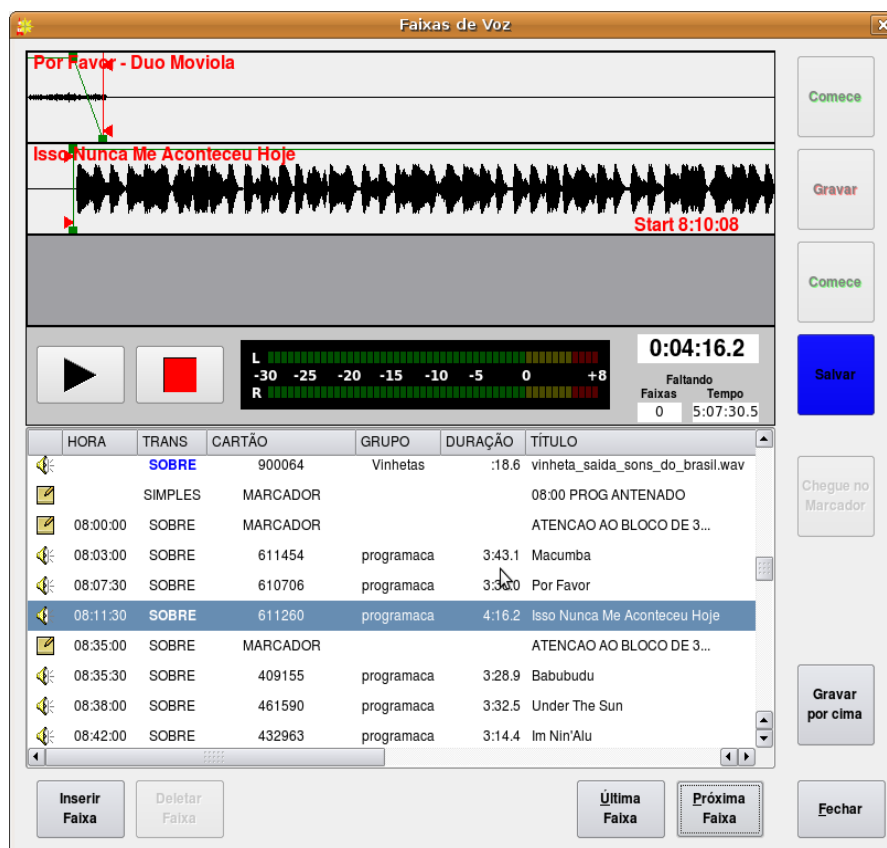 Faixas de Voz
Por Favor - Duo Moviola
Isso Nunca Me Aconteceu Hoje
Start 8:10:08
Comece
Gravar
Comece
Salvar
L
-30 -25 -20 -15 -10 -5 0 +8
R
0:04:16.2
Faltando
Faixas Tempo
0 5:07:30.5
HORA TRANS CARTÃO GRUPO DURAÇÃO TÍTULO
SOBRE 900064 Vinhetas :18.6 vinheta_saida_sons_do_brasil.wav
SIMPLES MARCADOR 08:00 PROG ANTENADO
08:00:00 SOBRE MARCADOR ATENCAO AO BLOCO DE 3...
08:03:00 SOBRE 611454 programaca 3:43.1 Macumba
08:07:30 SOBRE 610706 programaca Por Favor
08:11:30 SOBRE 611260 programaca 4:16.2 Isso Nunca Me Aconteceu Hoje
08:35:00 SOBRE MARCADOR ATENCAO AO BLOCO DE 3...
08:35:30 SOBRE 409155 programaca 3:28.9 Babubudu
08:38:00 SOBRE 461590 programaca 3:32.5 Under The Sun
08:42:00 SOBRE 432963 programaca 3:14.4 Im Nin'Alu
Chegue no
Marcador
Gravar
por cima
Inserir
Faixa
Deletar
Faixa
Última
Faixa
Próxima
Faixa
Fechar